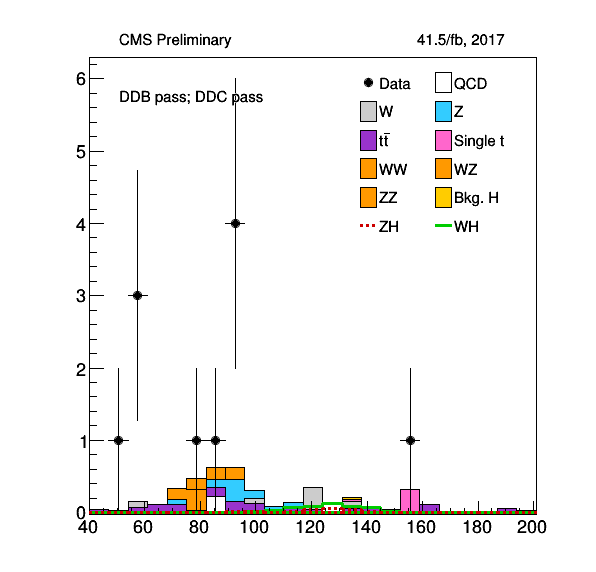 CMS Preliminary 41.5/fb, 2017
DDB pass; DDC pass
Data QCD
W Z
tt̄ Single t
WW WZ
ZZ Bkg. H
ZH WH
6
5
4
3
2
1
0
40 60 80 100 120 140 160 180 200